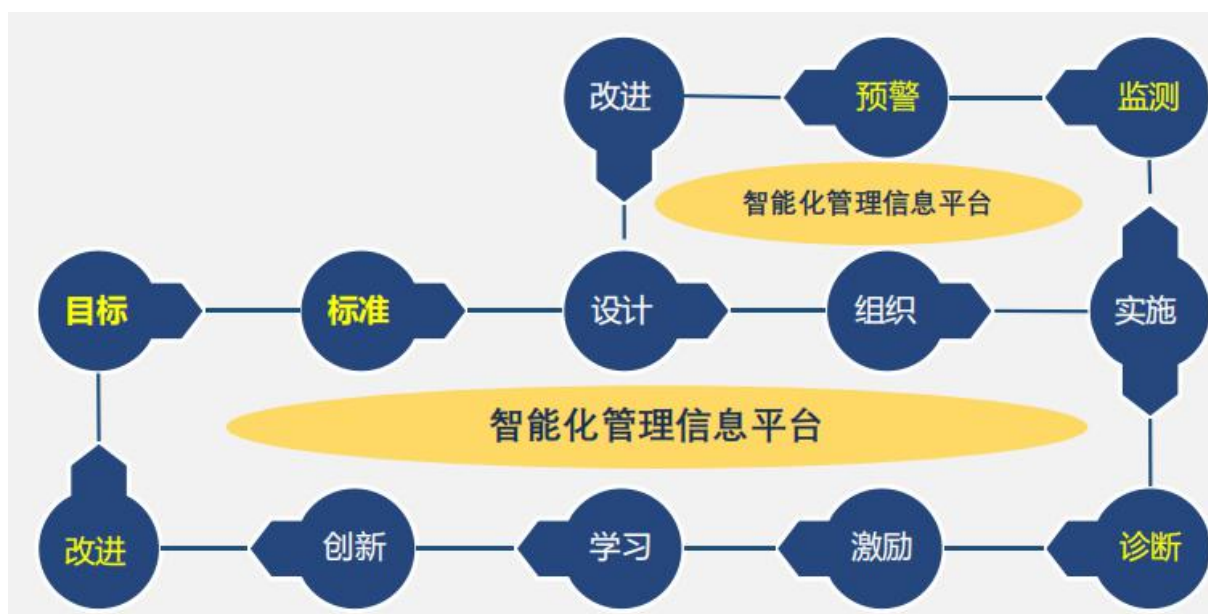 改进
预警
监测
智能化管理信息平台
目标
标准
设计
组织
实施
智能化管理信息平台
改进
创新
学习
激励
诊断